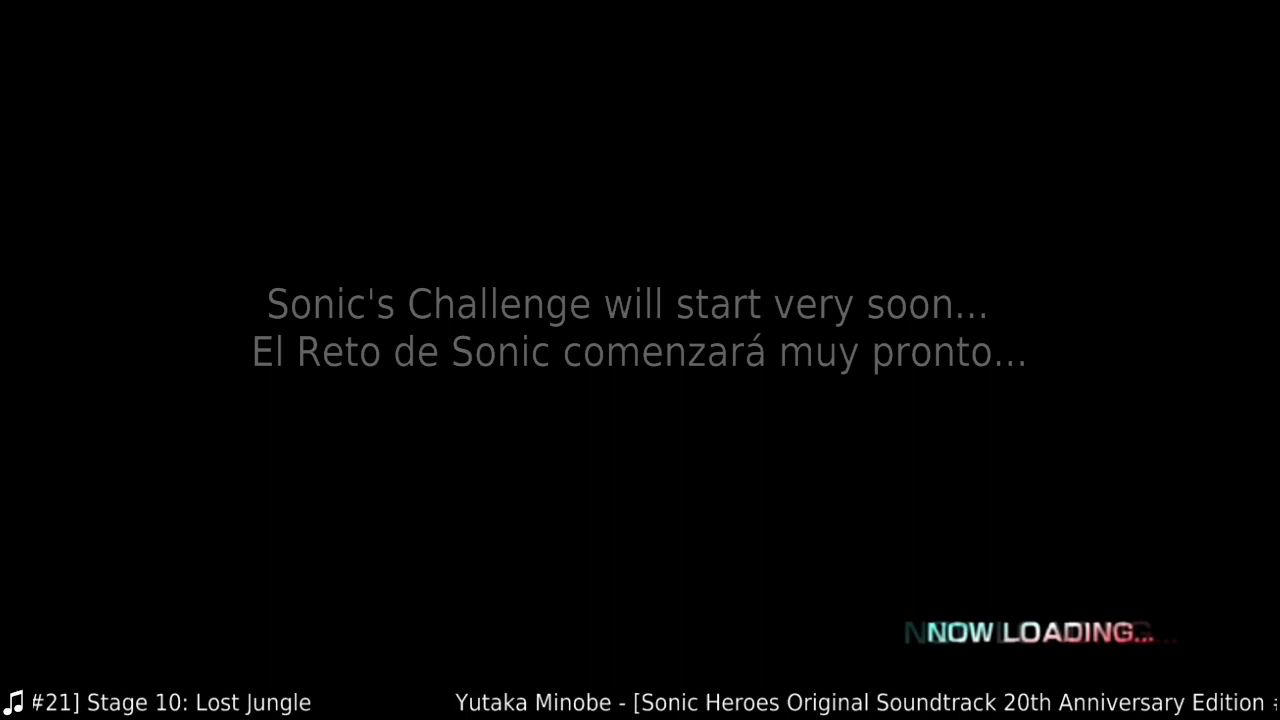 Sonic's Challenge will start very soon...
El Reto de Sonic comenzará muy pronto...
NOW LOADING...
#21] Stage 10: Lost Jungle
Yutaka Minobe - [Sonic Heroes Original Soundtrack 20th Anniversary Edition